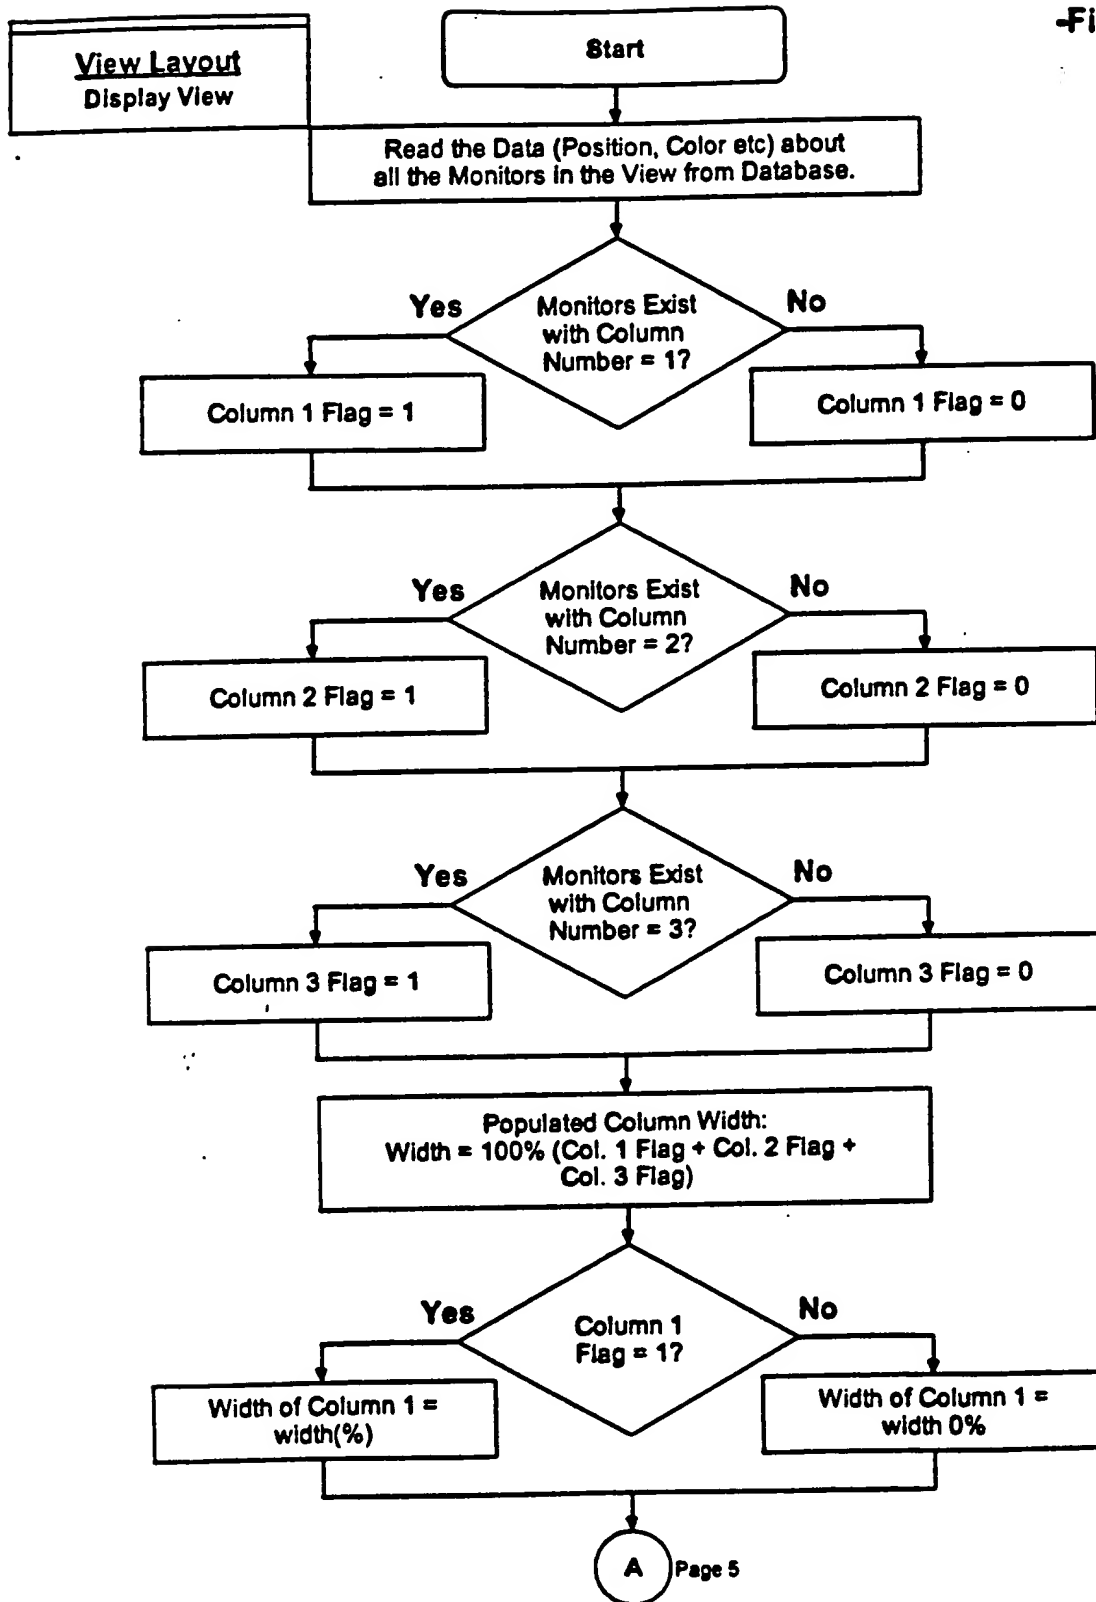 -Fi
View Layout
Display View
Start
Read the Data (Position, Color etc) about
all the Monitors in the View from Database.
Yes
Monitors Exist
with Column
Number = 1?
No
Column 1 Flag = 1
Column 1 Flag = 0
Yes
Monitors Exist
with Column
Number = 2?
No
Column 2 Flag = 1
Column 2 Flag = 0
Yes
Monitors Exist
with Column
Number = 3?
No
Column 3 Flag = 1
Column 3 Flag = 0
Populated Column Width:
Width = 100% (Col. 1 Flag + Col. 2 Flag +
Col. 3 Flag)
Yes
Column 1
Flag = 1?
No
Width of Column 1 =
width(%)
Width of Column 1 =
width 0%
A
Page 5